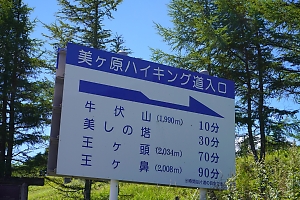 美ヶ原ハイキング道入口
牛伏山(1,990m)・10分
美しの塔 30分
王ヶ頭(2,034m) 70分
王ヶ鼻(2,008m) 90分